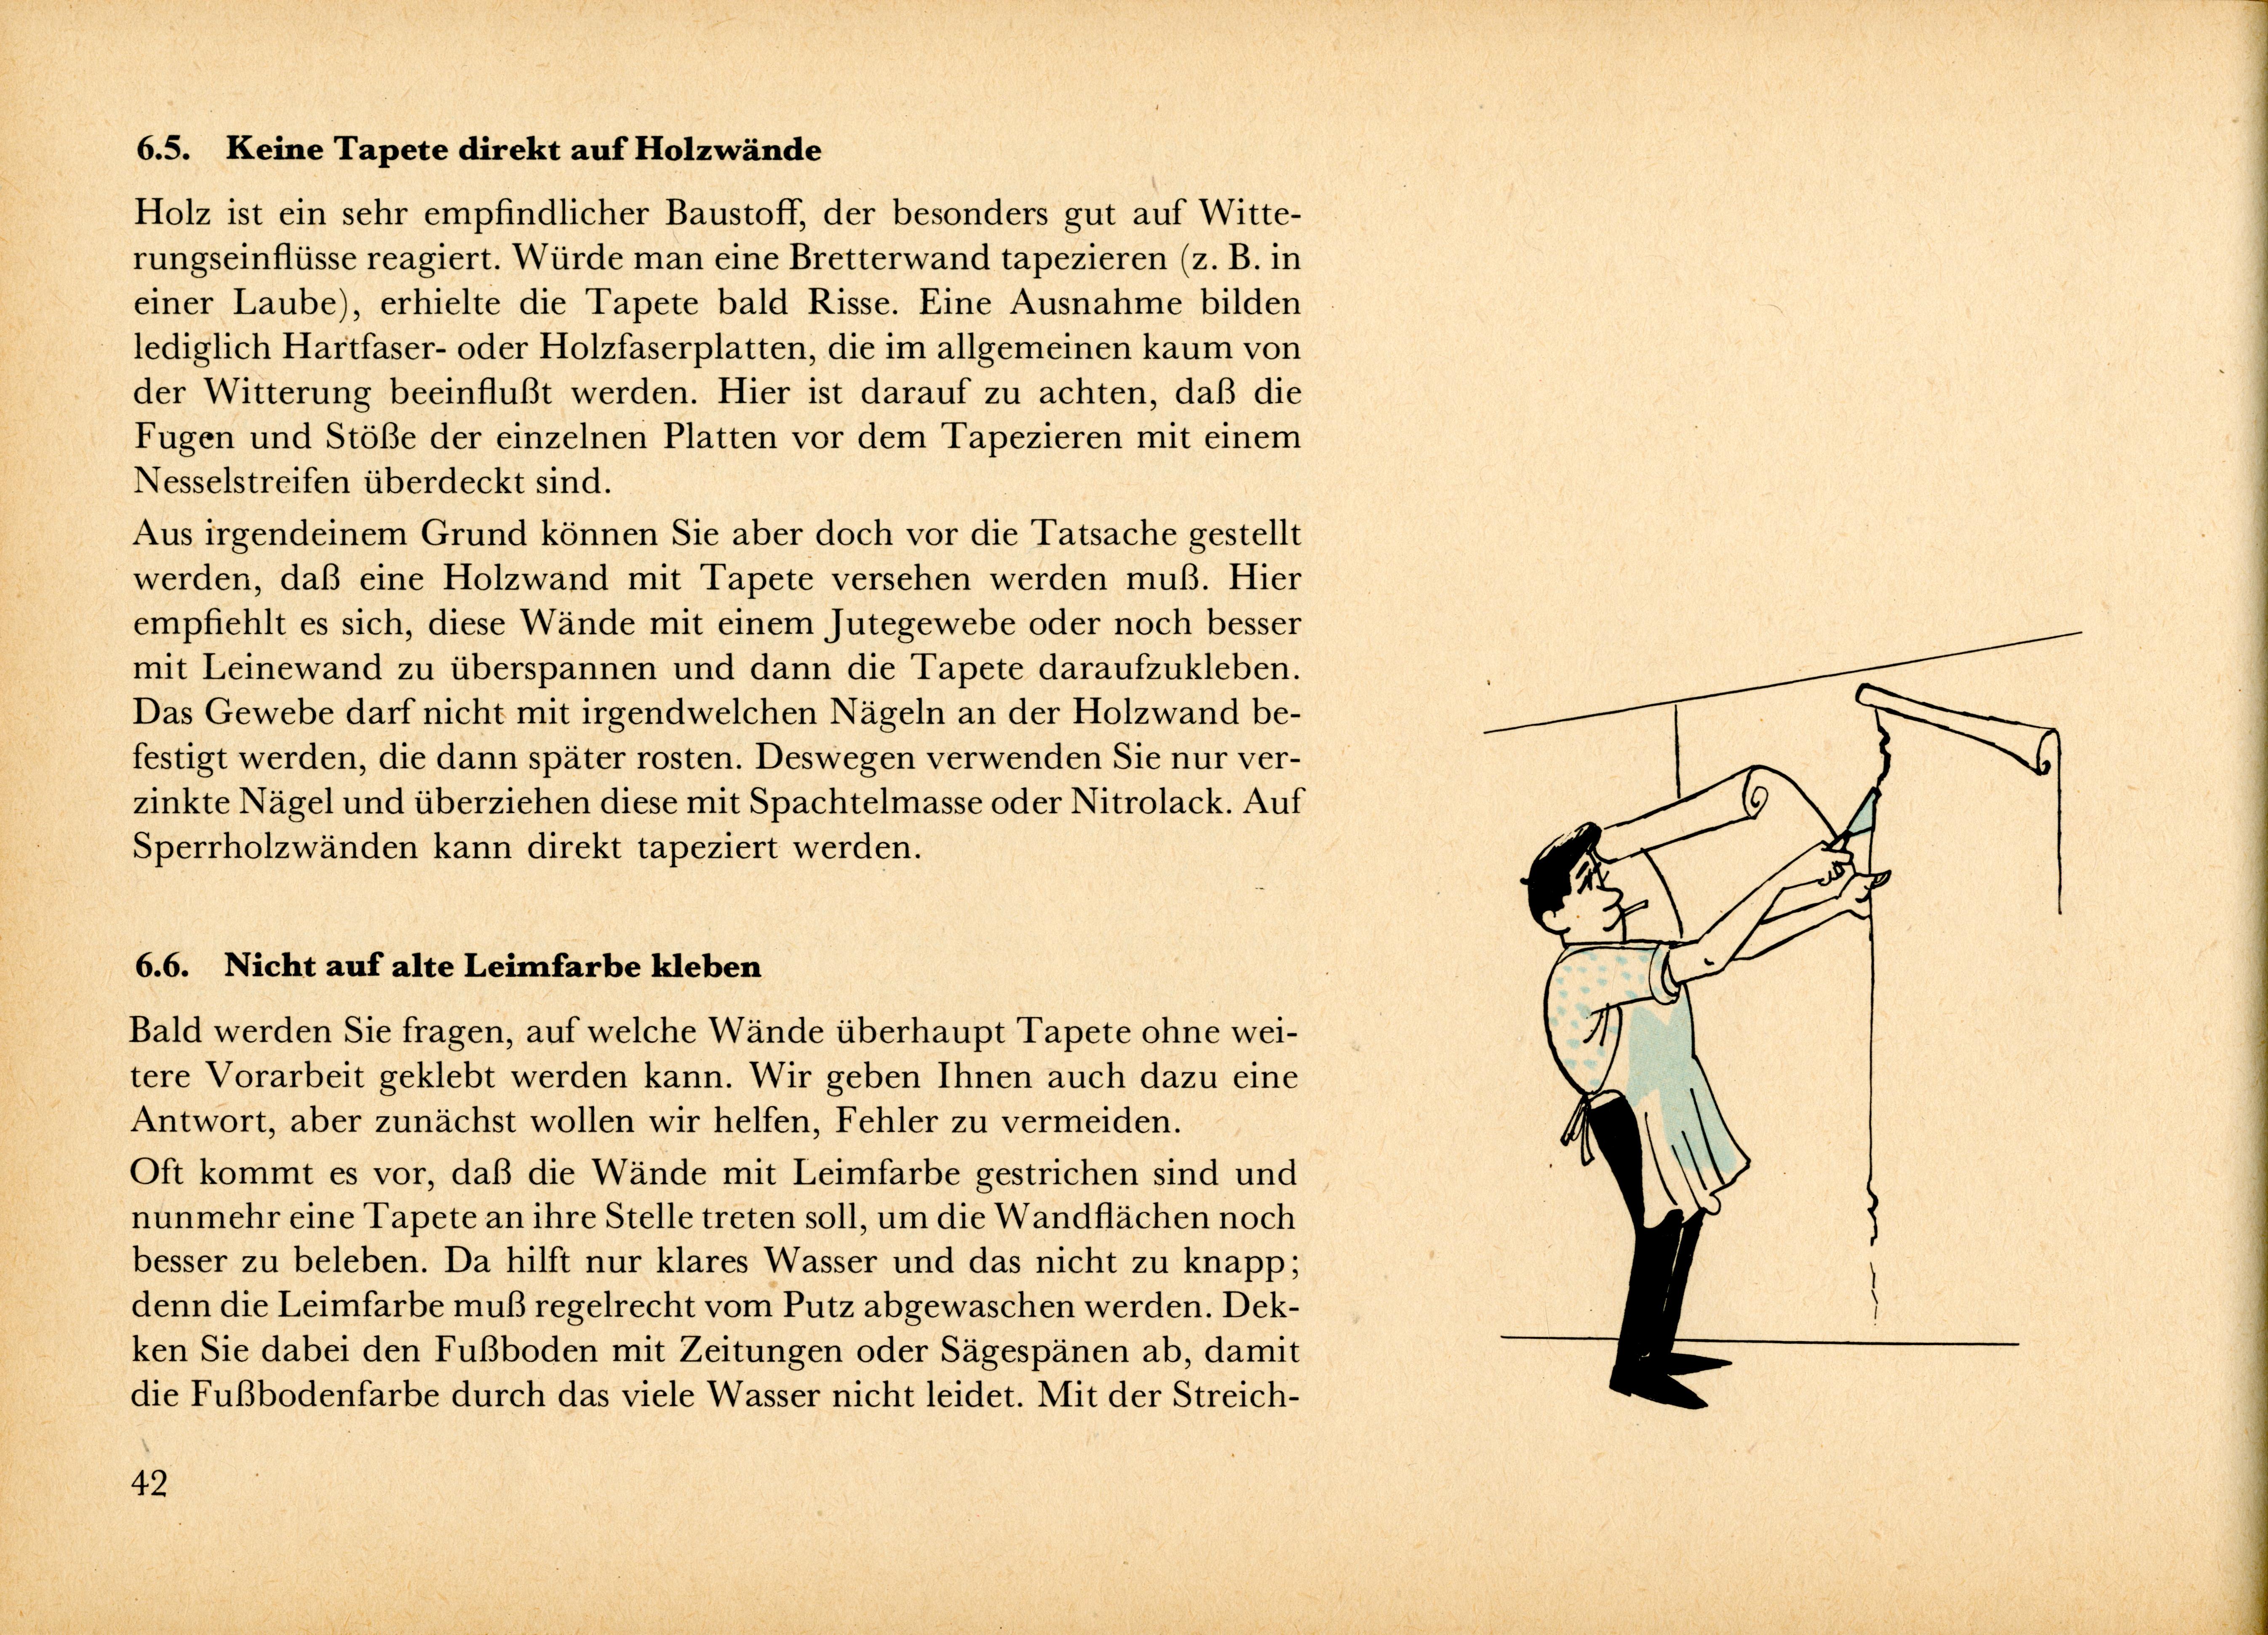 6.5. Keine Tapete direkt auf Holzwände
Holz ist ein sehr empfindlicher Baustoff, der besonders gut auf Witte-
rungseinflüsse reagiert. Würde man eine Bretterwand tapezieren (z. B. in
einer Laube), erhielte die Tapete bald Risse. Eine Ausnahme bilden
lediglich Hartfaser- oder Holzfaserplatten, die im allgemeinen kaum von
der Witterung beeinflußt werden. Hier ist darauf zu achten, daß die
Fugen und Stöße der einzelnen Platten vor dem Tapezieren mit einem
Nesselstreifen überdeckt sind.
Aus irgendeinem Grund können Sie aber doch vor die Tatsache gestellt
werden, daß eine Holzwand mit Tapete versehen werden muß. Hier
empfiehlt es sich, diese Wände mit einem Jutegewebe oder noch besser
mit Leinewand zu überspannen und dann die Tapete daraufzukleben.
Das Gewebe darf nicht mit irgendwelchen Nägeln an der Holzwand be-
festigt werden, die dann später rosten. Deswegen verwenden Sie nur ver-
zinkte Nägel und überziehen diese mit Spachtelmasse oder Nitrolack. Auf
Sperrholzwänden kann direkt tapeziert werden.
6.6. Nicht auf alte Leimfarbe kleben
Bald werden Sie fragen, auf welche Wände überhaupt Tapete ohne wei-
tere Vorarbeit geklebt werden kann. Wir geben Ihnen auch dazu eine
Antwort, aber zunächst wollen wir helfen, Fehler zu vermeiden.
Oft kommt es vor, daß die Wände mit Leimfarbe gestrichen sind und
nunmehr eine Tapete an ihre Stelle treten soll, um die Wandflächen noch
besser zu beleben. Da hilft nur klares Wasser und das nicht zu knapp;
denn die Leimfarbe muß regelrecht vom Putz abgewaschen werden. Dek-
ken Sie dabei den Fußboden mit Zeitungen oder Sägespänen ab, damit
die Fußbodenfarbe durch das viele Wasser nicht leidet. Mit der Streich-
42